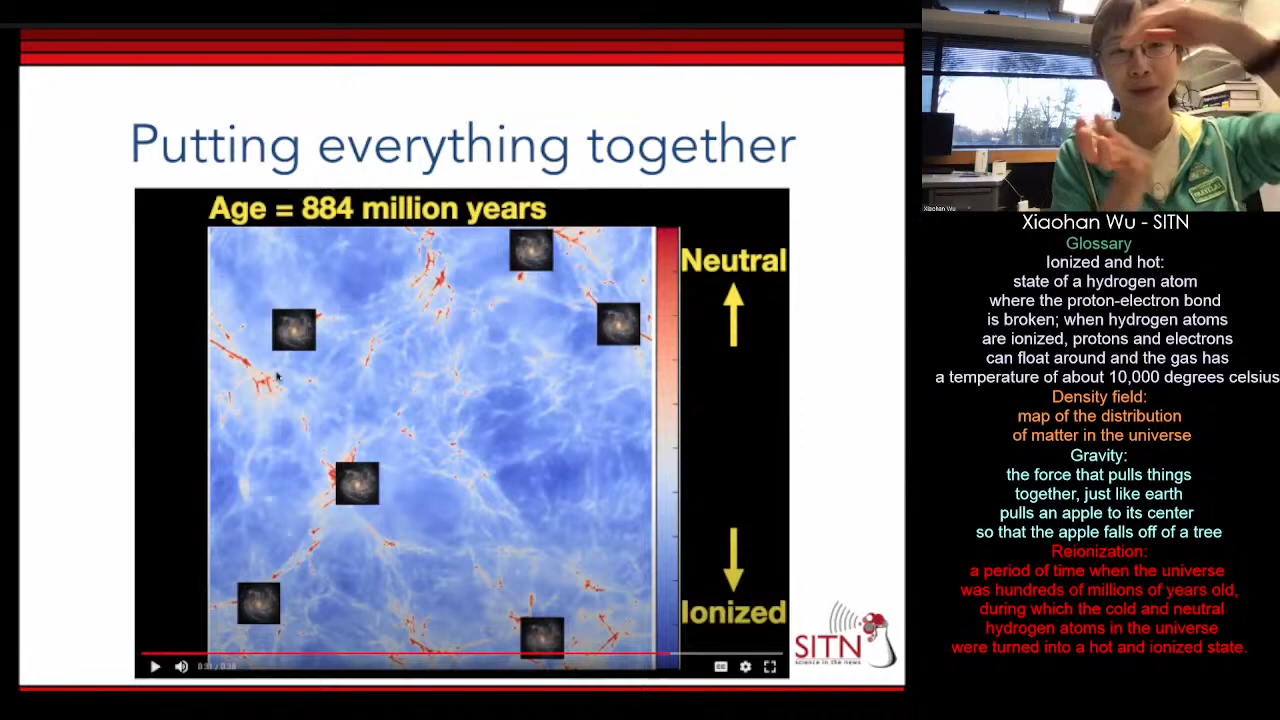 Putting everything together
Age = 884 million years
Neutral
Ionized
SITN
science in the news
Xiaohan Wu
Xiaohan Wu - SITN
Glossary
Ionized and hot:
state of a hydrogen atom
where the proton-electron bond
is broken; when hydrogen atoms
are ionized, protons and electrons
can float around and the gas has
a temperature of about 10,000 degrees celsius
Density field:
map of the distribution
of matter in the universe
Gravity:
the force that pulls things
together, just like earth
pulls an apple to its center
so that the apple falls off of a tree
Reionization:
a period of time when the universe
was hundreds of millions of years old,
during which the cold and neutral
hydrogen atoms in the universe
were turned into a hot and ionized state.